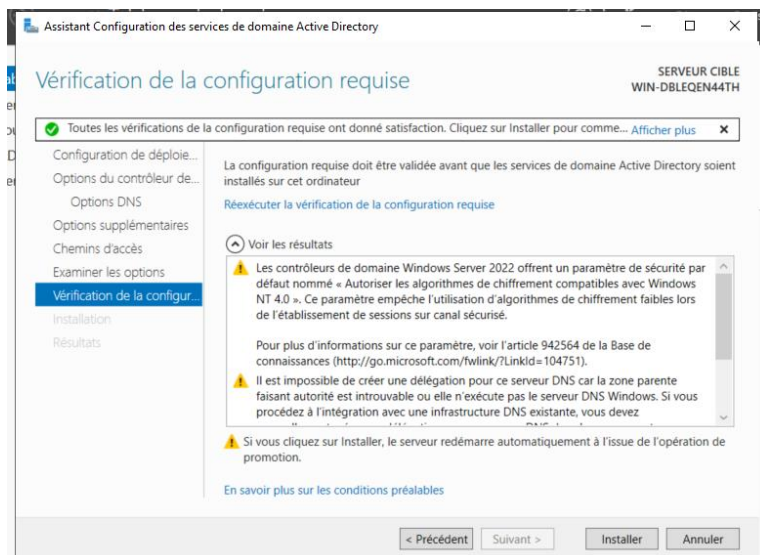 Assistant Configuration des services de domaine Active Directory
Vérification de la configuration requise
SERVEUR CIBLE
WIN-DBLEQEN44TH
Toutes les vérifications de la configuration requise ont donné satisfaction. Cliquez sur Installer pour comme... Afficher plus
Configuration de déploie...
Options du contrôleur de...
Options DNS
Options supplémentaires
Chemins d'accès
Examiner les options
Vérification de la configur...
Installation
Résultats
La configuration requise doit être validée avant que les services de domaine Active Directory soient
installés sur cet ordinateur
Réexécuter la vérification de la configuration requise
Voir les résultats
Les contrôleurs de domaine Windows Server 2022 offrent un paramètre de sécurité par
défaut nommé « Autoriser les algorithmes de chiffrement compatibles avec Windows
NT 4.0 ». Ce paramètre empêche l'utilisation d'algorithmes de chiffrement faibles lors
de l'établissement de sessions sur canal sécurisé.
Pour plus d'informations sur ce paramètre, voir l'article 942564 de la Base de
connaissances (http://go.microsoft.com/fwlink/?LinkId=104751).
Il est impossible de créer une délégation pour ce serveur DNS car la zone parente
faisant autorité est introuvable ou elle n'exécute pas le serveur DNS Windows. Si vous
procédez à l'intégration avec une infrastructure DNS existante, vous devez
Si vous cliquez sur Installer, le serveur redémarre automatiquement à l'issue de l'opération de
promotion.
En savoir plus sur les conditions préalables
< Précédent
Suivant >
Installer
Annuler